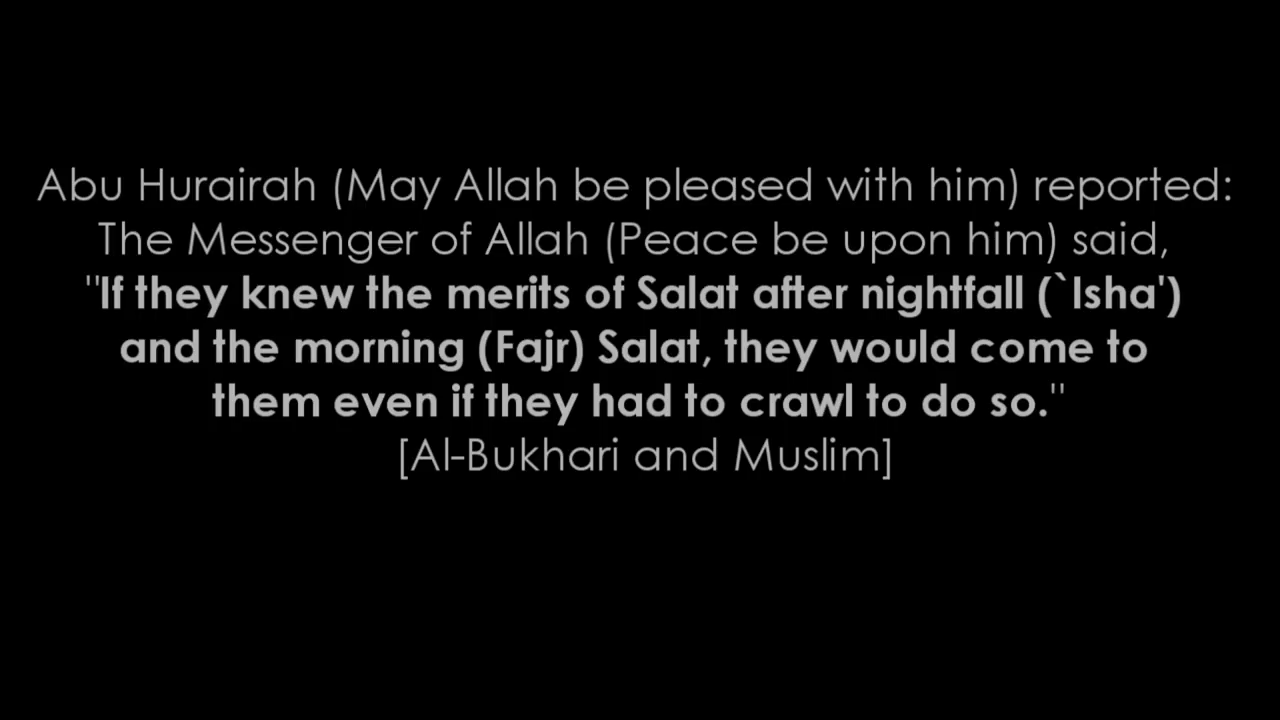 Abu Hurairah (May Allah be pleased with him) reported:
The Messenger of Allah (Peace be upon him) said,
"If they knew the merits of Salat after nightfall (`Isha')
and the morning (Fajr) Salat, they would come to
them even if they had to crawl to do so."
[Al-Bukhari and Muslim]